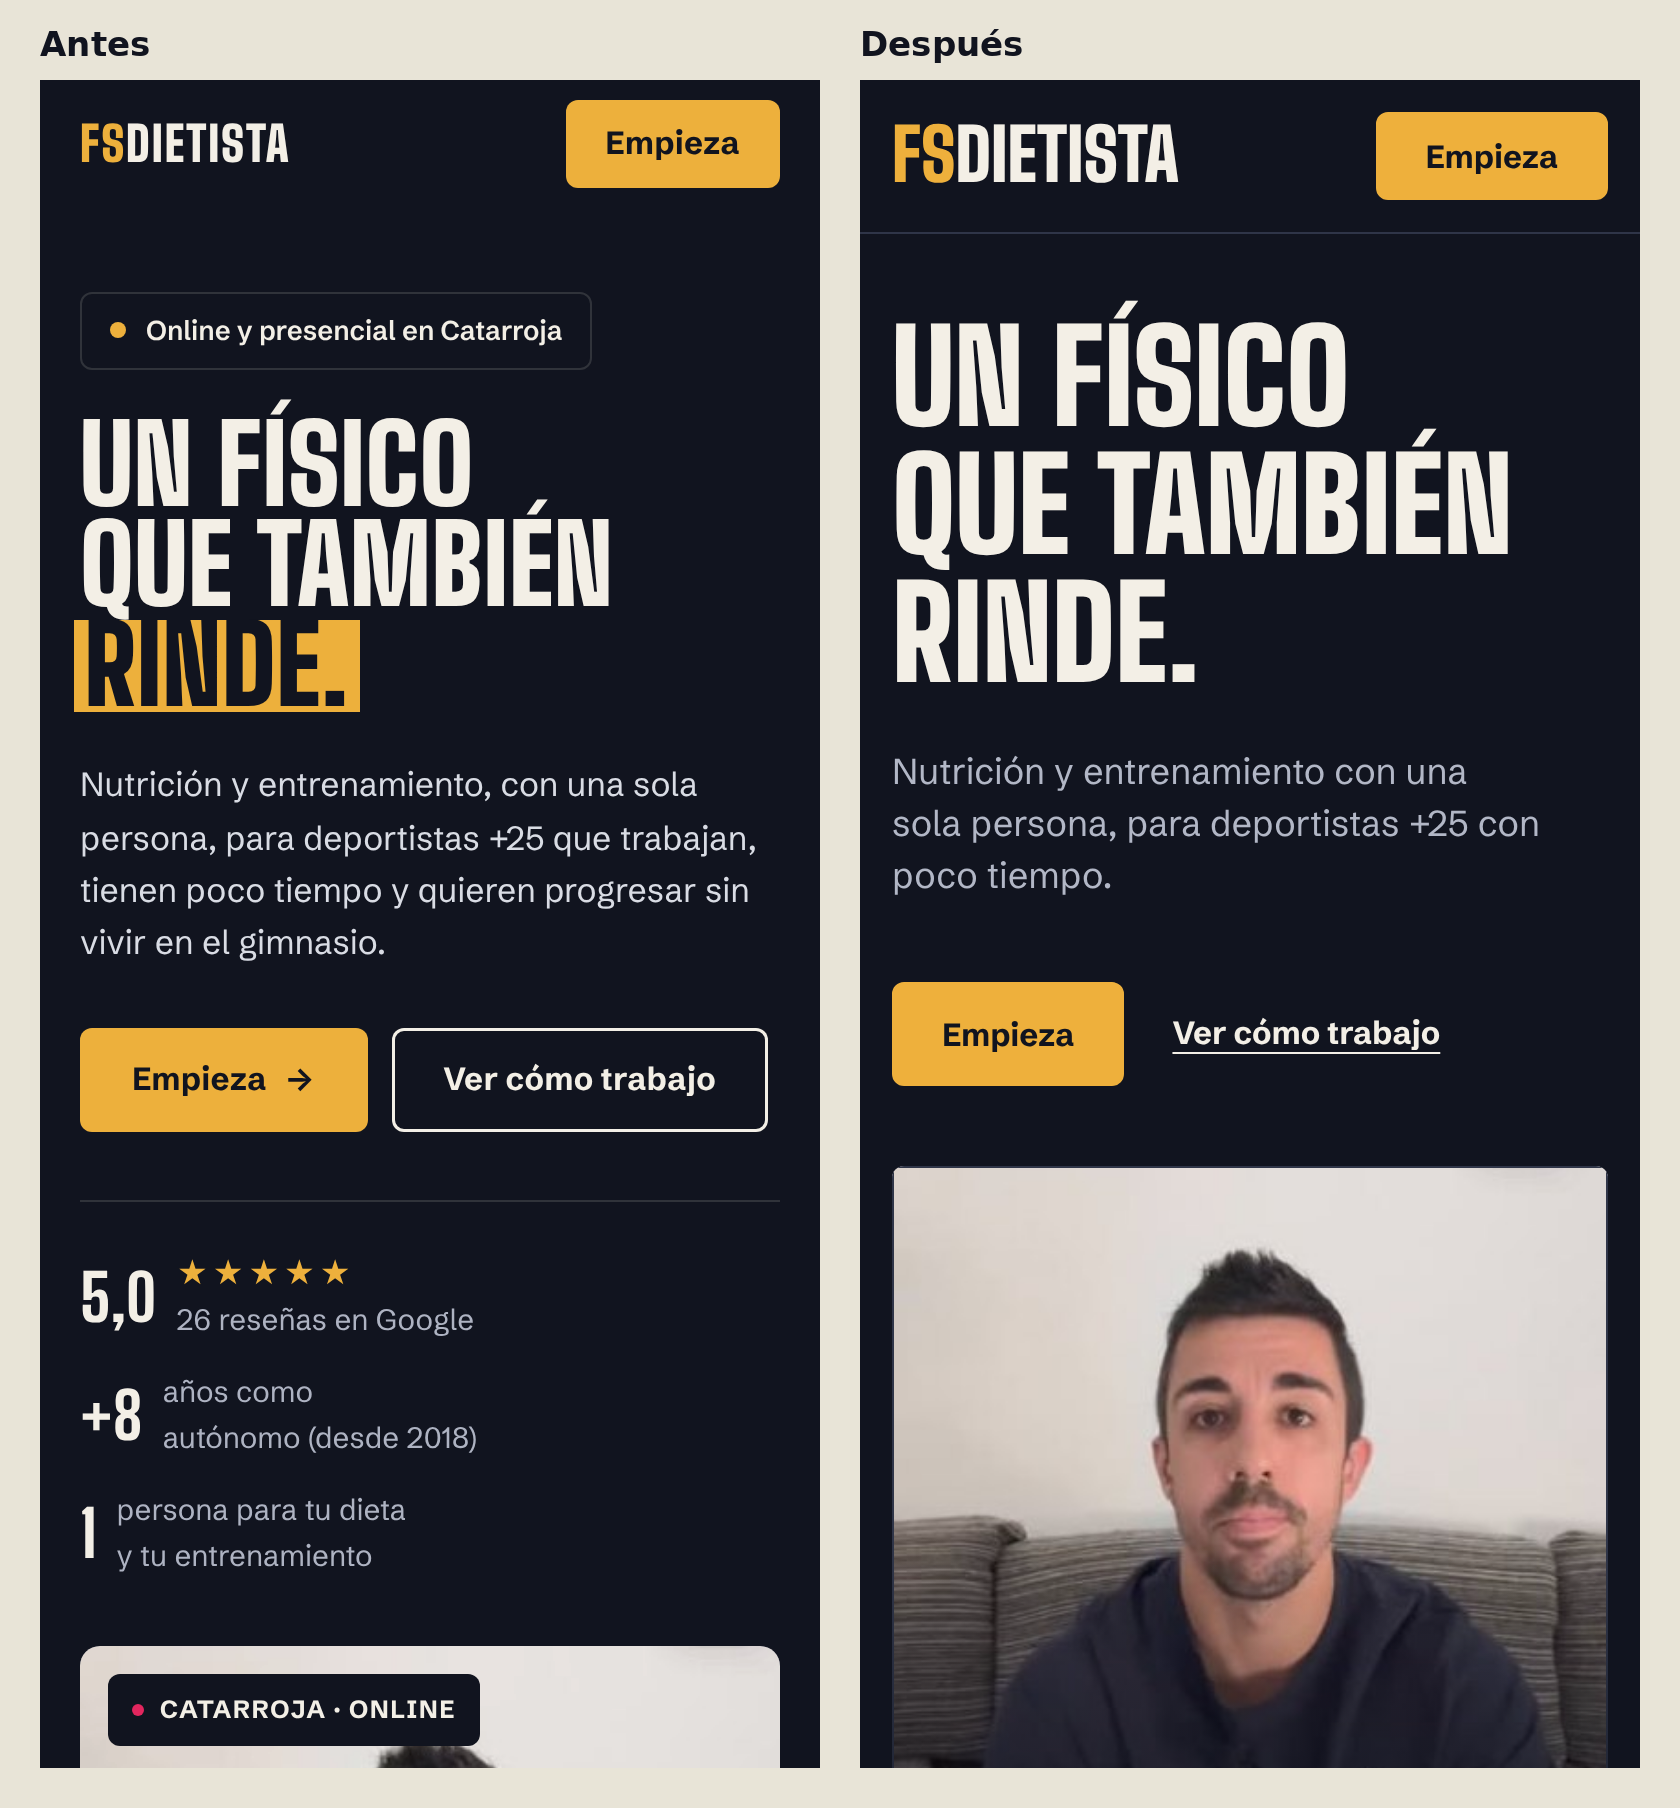 Antes
FSDIETISTA
Empieza
Online y presencial en Catarroja
UN FÍSICO
QUE TAMBIÉN
RINDE.
Nutrición y entrenamiento, con una sola
persona, para deportistas +25 que trabajan,
tienen poco tiempo y quieren progresar sin
vivir en el gimnasio.
Empieza →
Ver cómo trabajo
5,0 ★★★★★
26 reseñas en Google
+8 años como
autónomo (desde 2018)
1 persona para tu dieta
y tu entrenamiento
CATARROJA · ONLINE
Después
FSDIETISTA
Empieza
UN FÍSICO
QUE TAMBIÉN
RINDE.
Nutrición y entrenamiento con una
sola persona, para deportistas +25 con
poco tiempo.
Empieza
Ver cómo trabajo